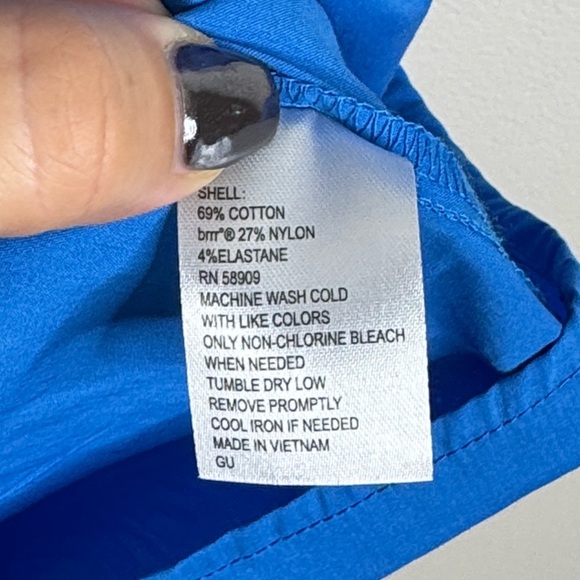 SHELL:
69% COTTON
brrr°® 27% NYLON
4%ELASTANE
RN 58909
MACHINE WASH COLD
WITH LIKE COLORS
ONLY NON-CHLORINE BLEACH
WHEN NEEDED
TUMBLE DRY LOW
REMOVE PROMPTLY
COOL IRON IF NEEDED
MADE IN VIETNAM
GU